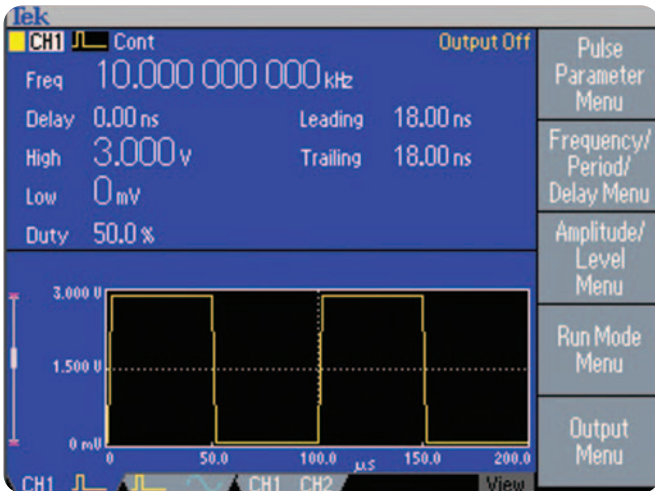 Tek
CH1 Cont Output Off
Freq 10.000 000 000 kHz
Delay 0.00 ns Leading 18.00 ns
High 3.000 V Trailing 18.00 ns
Low 0 mV
Duty 50.0 %
3.000 V
1.500 V
0 mV
0 50.0 100.0 µs 150.0 200.0
CH1 CH1 CH2 View
Pulse
Parameter
Menu
Frequency/
Period/
Delay Menu
Amplitude/
Level
Menu
Run Mode
Menu
Output
Menu